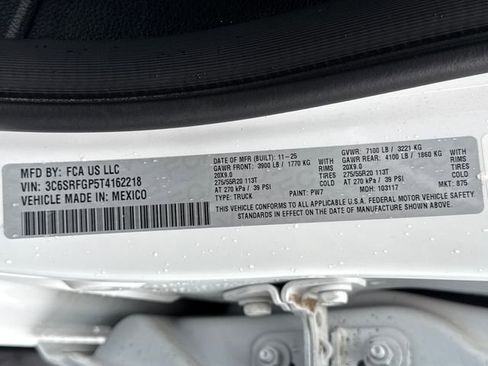 MFD BY: FCA US LLC
VIN: 3C6SRFGP5T4162218
VEHICLE MADE IN: MEXICO
DATE OF MFR (BUILT): 11-25
GAWR FRONT: 3900 LB / 1770 KG
20X9.0 RIMS
275/55R20 113T TIRES
AT 270 kPa / 39 PSI COLD
TYPE: TRUCK PAINT: PW7
GVWR: 7100 LB / 3221 KG
GAWR REAR: 4100 LB / 1860 KG
20X9.0 RIMS
275/55R20 113T TIRES
AT 270 kPa / 39 PSI COLD
MOH: 103117 MKT: 875
THIS VEHICLE CONFORMS TO ALL APPLICABLE U.S.A. FEDERAL MOTOR VEHICLE SAFETY
STANDARDS IN EFFECT ON THE DATE OF MANUFACTURE SHOWN ABOVE.